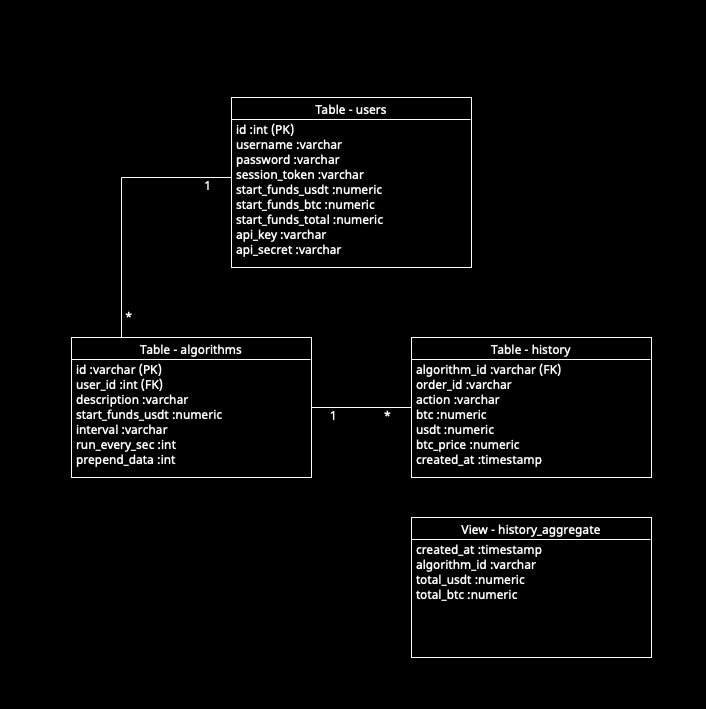 Table - users
id :int (PK)
username :varchar
password :varchar
session_token :varchar
start_funds_usdt :numeric
start_funds_btc :numeric
start_funds_total :numeric
api_key :varchar
api_secret :varchar
1
*
Table - algorithms
id :varchar (PK)
user_id :int (FK)
description :varchar
start_funds_usdt :numeric
interval :varchar
run_every_sec :int
prepend_data :int
1
*
Table - history
algorithm_id :varchar (FK)
order_id :varchar
action :varchar
btc :numeric
usdt :numeric
btc_price :numeric
created_at :timestamp
View - history_aggregate
created_at :timestamp
algorithm_id :varchar
total_usdt :numeric
total_btc :numeric